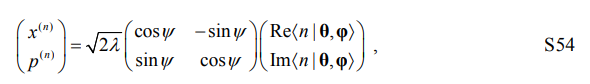 (x⁽ⁿ⁾ p⁽ⁿ⁾) = √2λ (cosψ −sinψ sinψ cosψ) (Re⟨n|θ,φ⟩ Im⟨n|θ,φ⟩) , S54